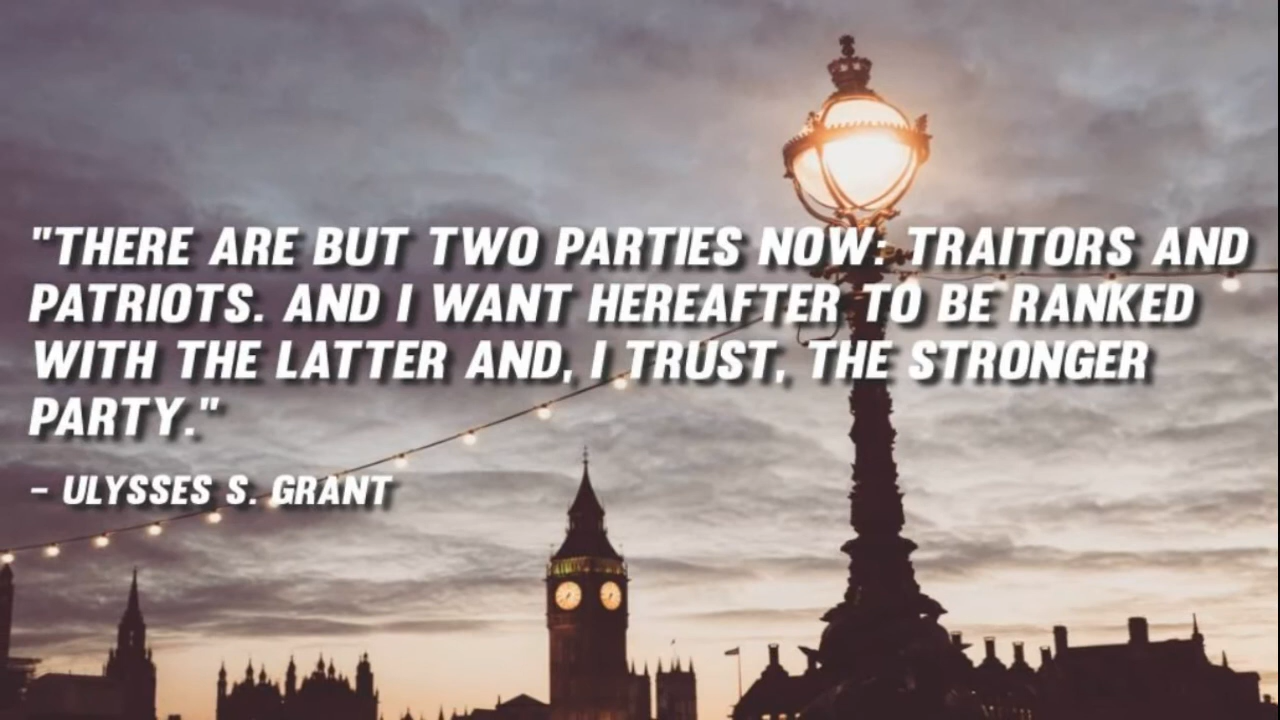 "THERE ARE BUT TWO PARTIES NOW: TRAITORS AND
PATRIOTS. AND I WANT HEREAFTER TO BE RANKED
WITH THE LATTER AND, I TRUST, THE STRONGER
PARTY."
- ULYSSES S. GRANT